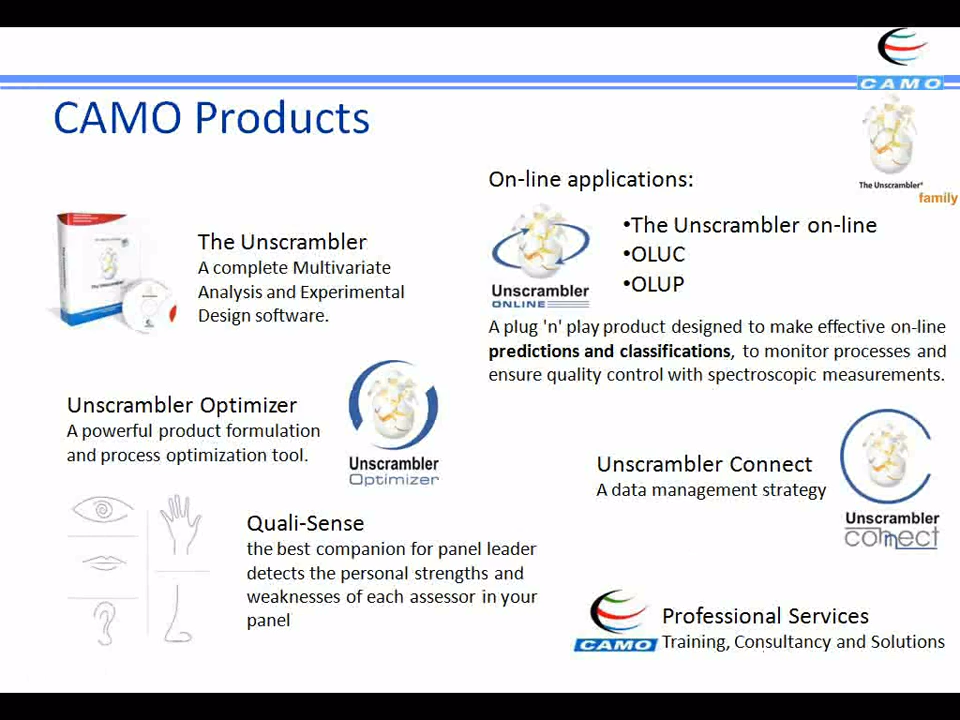 CAMO
CAMO Products
The Unscrambler®
family
On-line applications:
•The Unscrambler on-line
•OLUC
•OLUP
Unscrambler
ONLINE
A plug 'n' play product designed to make effective on-line
predictions and classifications, to monitor processes and
ensure quality control with spectroscopic measurements.
The Unscrambler
The Unscrambler
A complete Multivariate
Analysis and Experimental
Design software.
Unscrambler Optimizer
A powerful product formulation
and process optimization tool.
Unscrambler
Optimizer
Unscrambler Connect
A data management strategy
Unscrambler
connect
Quali-Sense
the best companion for panel leader
detects the personal strengths and
weaknesses of each assessor in your
panel
CAMO
Professional Services
Training, Consultancy and Solutions